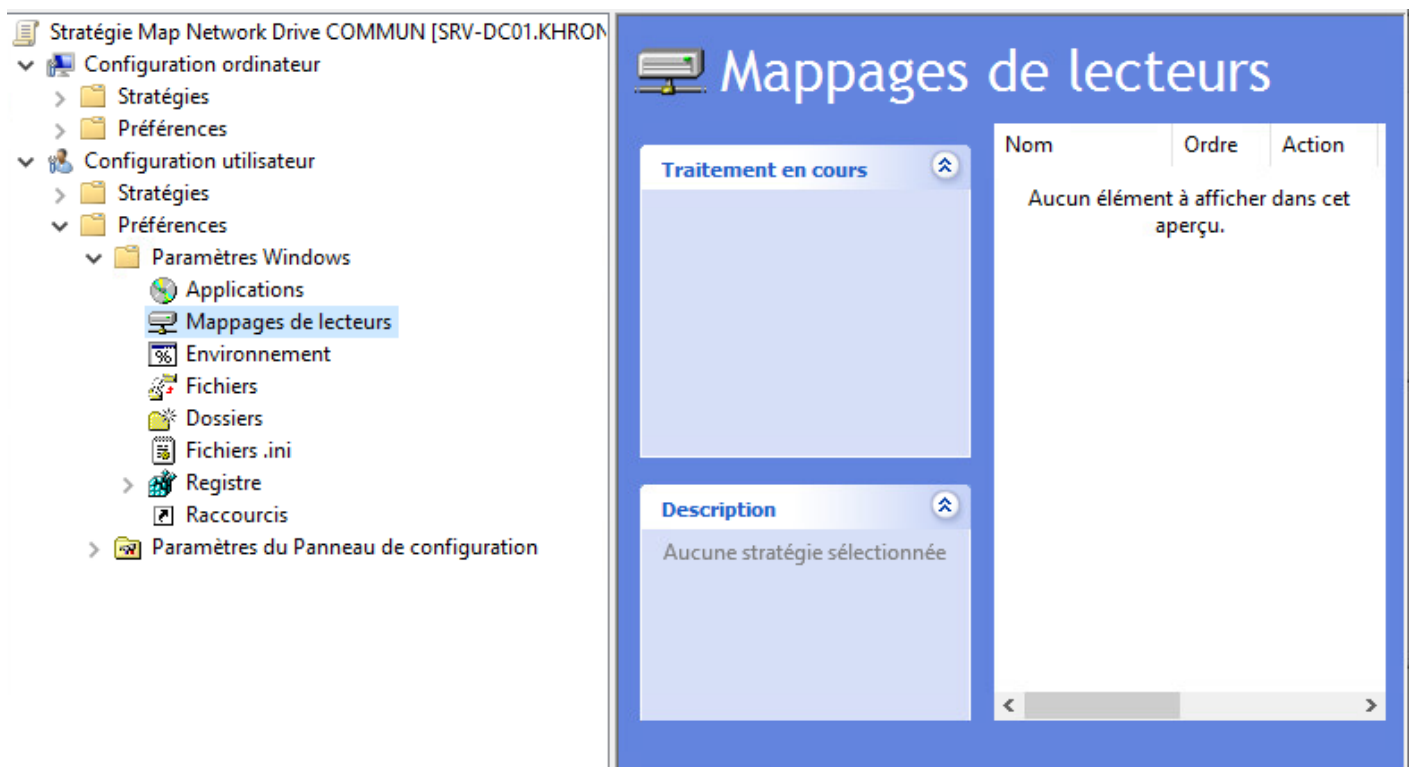 Stratégie Map Network Drive COMMUN [SRV-DC01.KHRON
Configuration ordinateur
Stratégies
Préférences
Configuration utilisateur
Stratégies
Préférences
Paramètres Windows
Applications
Mappages de lecteurs
Environnement
Fichiers
Dossiers
Fichiers .ini
Registre
Raccourcis
Paramètres du Panneau de configuration
Mappages de lecteurs
Traitement en cours
Description
Aucune stratégie sélectionnée
Nom Ordre Action
Aucun élément à afficher dans cet
aperçu.